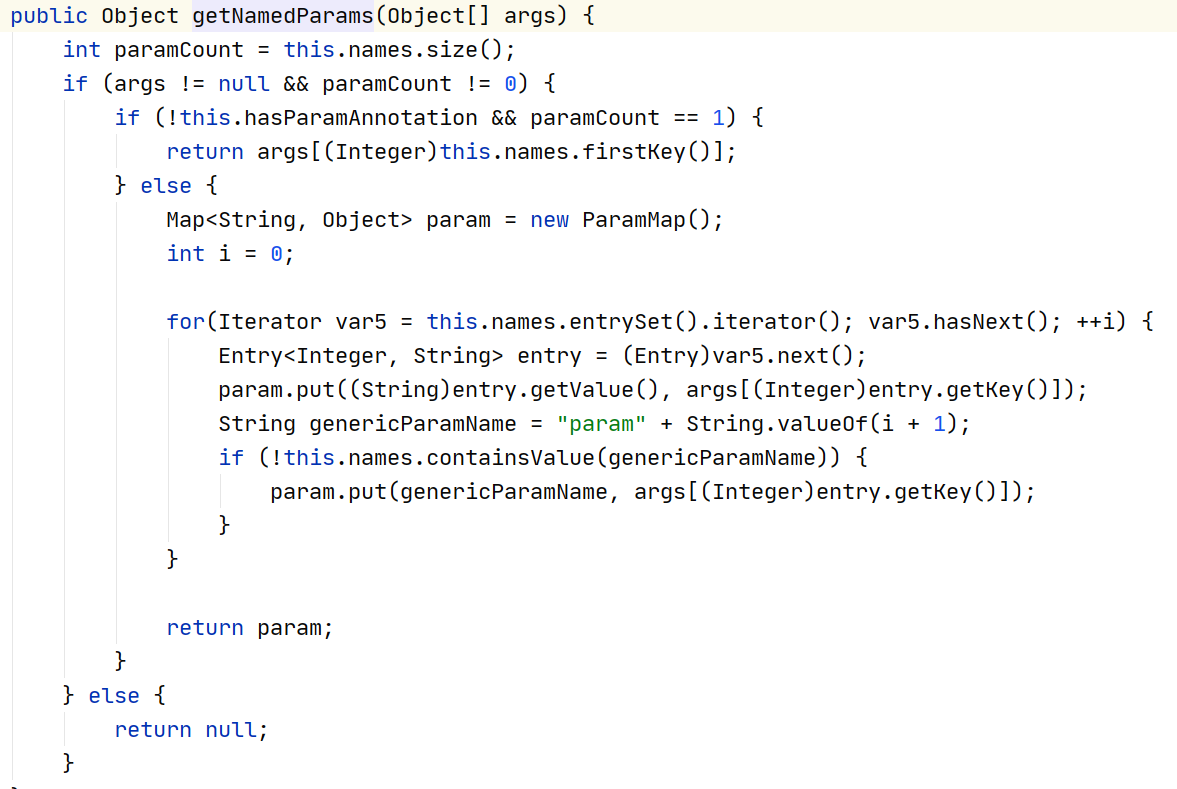 public Object getNamedParams(Object[] args) {
    int paramCount = this.names.size();
    if (args != null && paramCount != 0) {
        if (!this.hasParamAnnotation && paramCount == 1) {
            return args[(Integer)this.names.firstKey()];
        } else {
            Map<String, Object> param = new ParamMap();
            int i = 0;

            for(Iterator var5 = this.names.entrySet().iterator(); var5.hasNext(); ++i) {
                Entry<Integer, String> entry = (Entry)var5.next();
                param.put((String)entry.getValue(), args[(Integer)entry.getKey()]);
                String genericParamName = "param" + String.valueOf(i + 1);
                if (!this.names.containsValue(genericParamName)) {
                    param.put(genericParamName, args[(Integer)entry.getKey()]);
                }
            }

            return param;
        }
    } else {
        return null;
    }